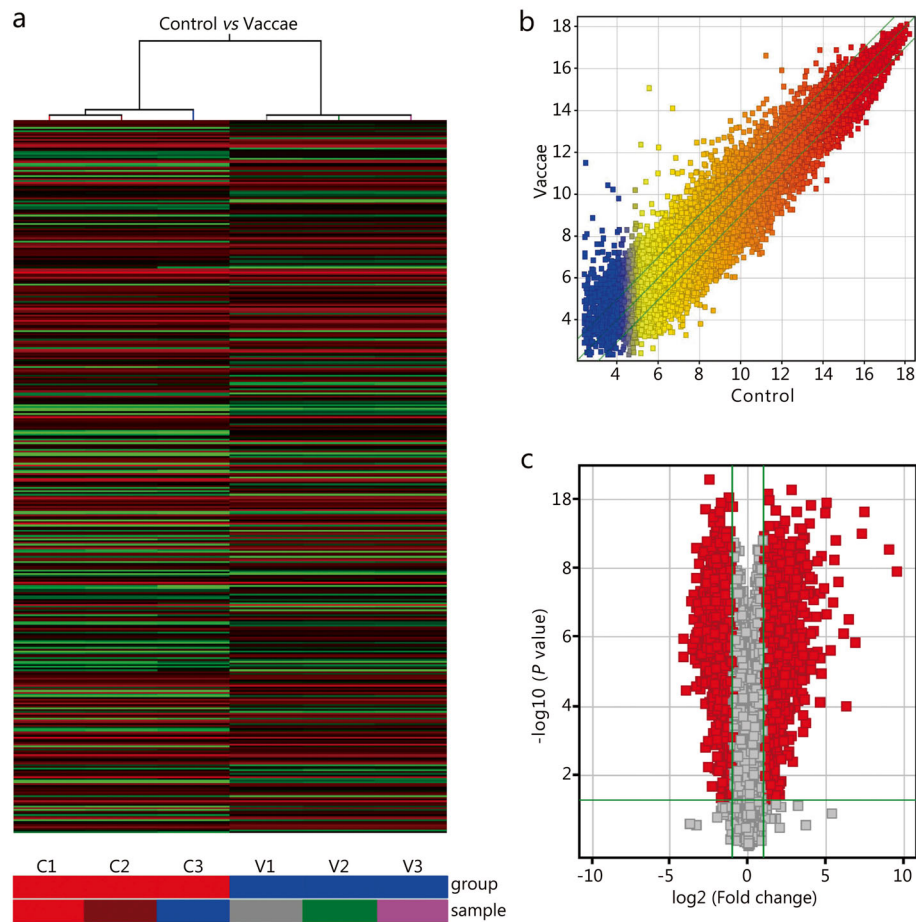 a
Control vs Vaccae
C1 C2 C3 V1 V2 V3
group
sample
b
18
16
14
12
10
8
6
4
Vaccae
4 6 8 10 12 14 16 18
Control
c
18
8
6
4
2
-log10 (P value)
-10 -5 0 5 10
log2 (Fold change)